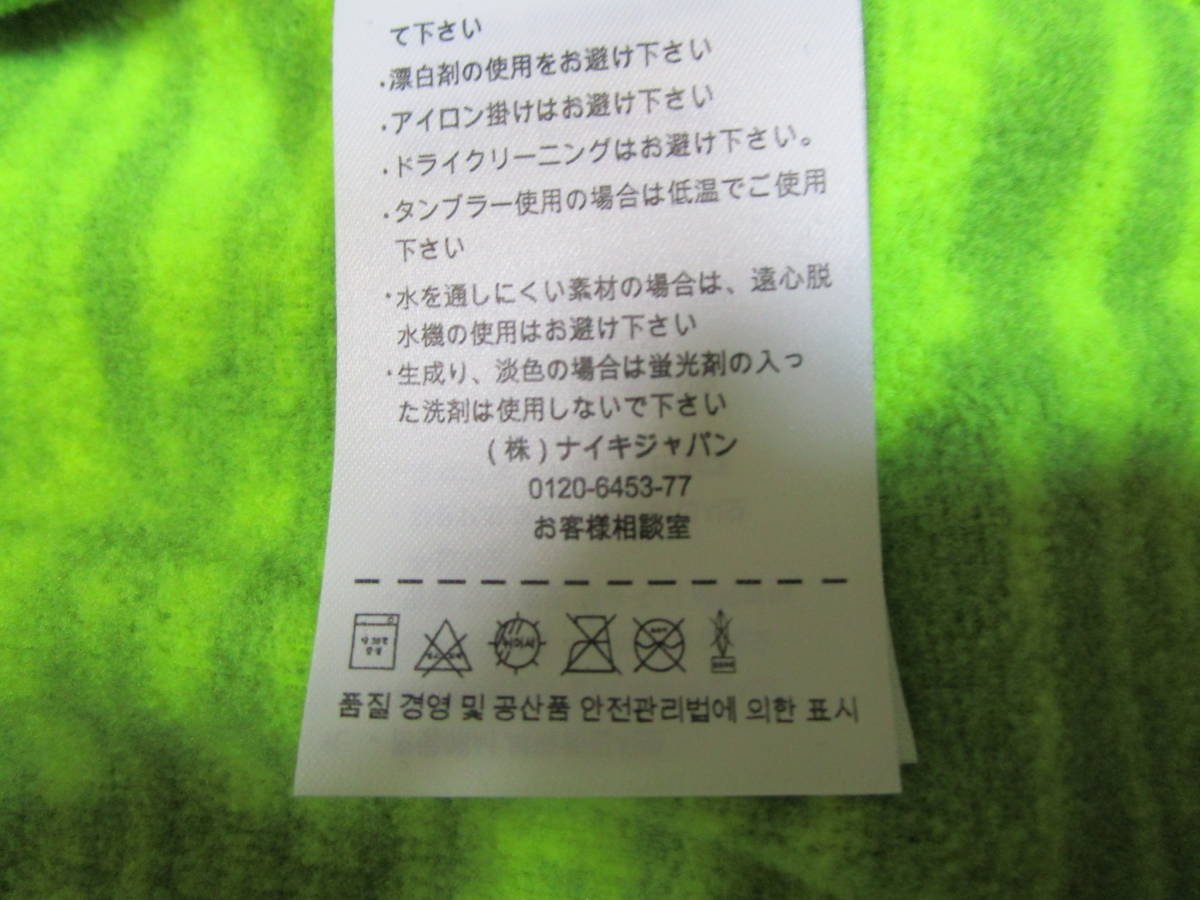 て下さい
・漂白剤の使用をお避け下さい
・アイロン掛けはお避け下さい
・ドライクリーニングはお避け下さい。
・タンブラー使用の場合は低温でご使用
下さい
・水を通しにくい素材の場合は、遠心脱
水機の使用はお避け下さい
・生成り、淡色の場合は蛍光剤の入っ
た洗剤は使用しないで下さい
(株)ナイキジャパン
0120-6453-77
お客様相談室
품질 경영 및 공산품 안전관리법에 의한 표시